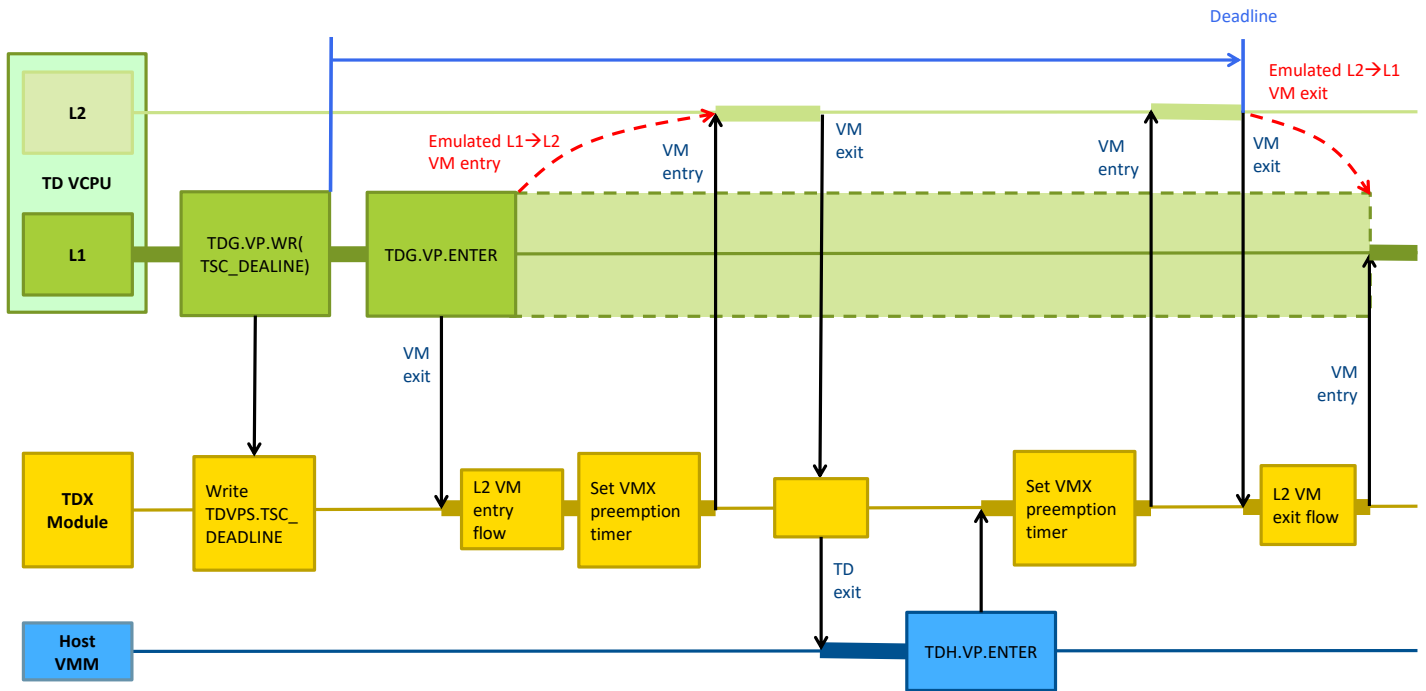 Deadline
Emulated L2→L1
VM exit
L2
Emulated L1→L2
VM entry
VM
entry
VM
exit
VM
entry
VM
exit
TD VCPU
L1
TDG.VP.WR(
TSC_DEALINE)
TDG.VP.ENTER
VM
exit
VM
entry
TDX
Module
Write
TDVPS.TSC_
DEADLINE
L2 VM
entry
flow
Set VMX
preemption
timer
Set VMX
preemption
timer
L2 VM
exit flow
TD
exit
Host
VMM
TDH.VP.ENTER